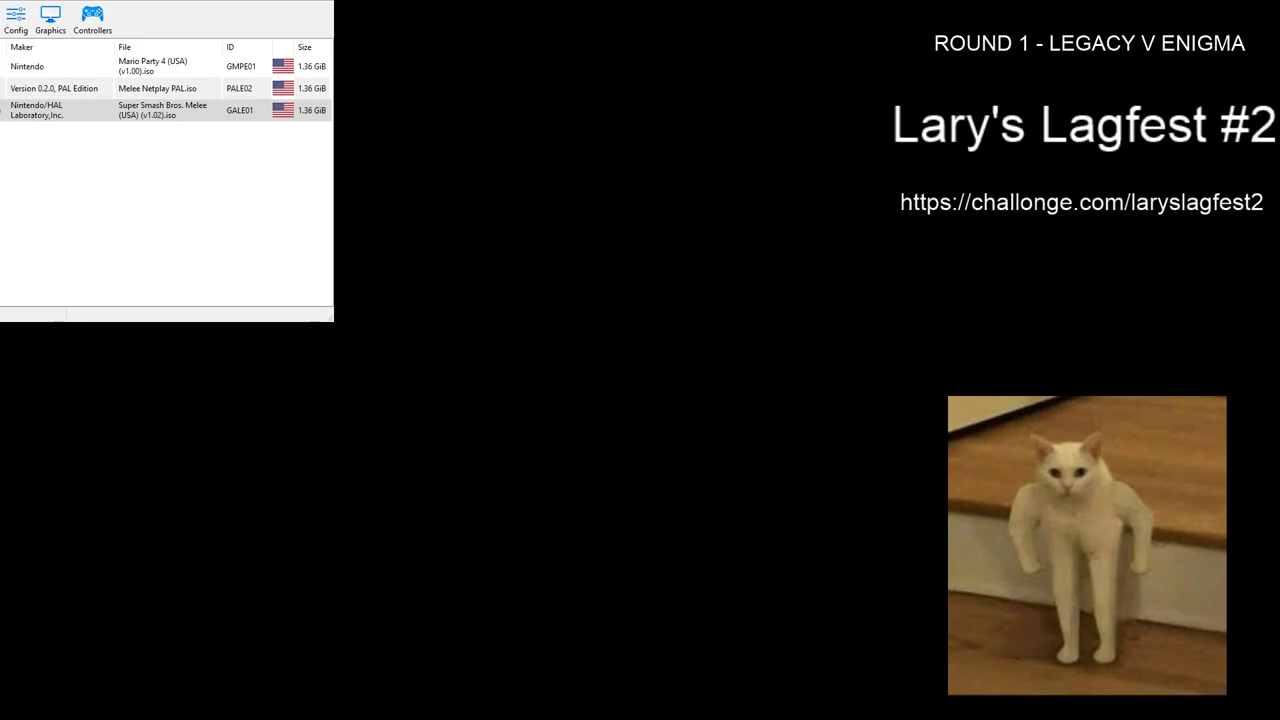 Config Graphics Controllers
Maker File ID Size
Nintendo Mario Party 4 (USA) (v1.00).iso GMPE01 1.36 GiB
Version 0.2.0, PAL Edition Melee Netplay PAL.iso PALE02 1.36 GiB
Nintendo/HAL Laboratory,Inc. Super Smash Bros. Melee (USA) (v1.02).iso GALE01 1.36 GiB
ROUND 1 - LEGACY V ENIGMA
Lary's Lagfest #2
https://challonge.com/laryslagfest2